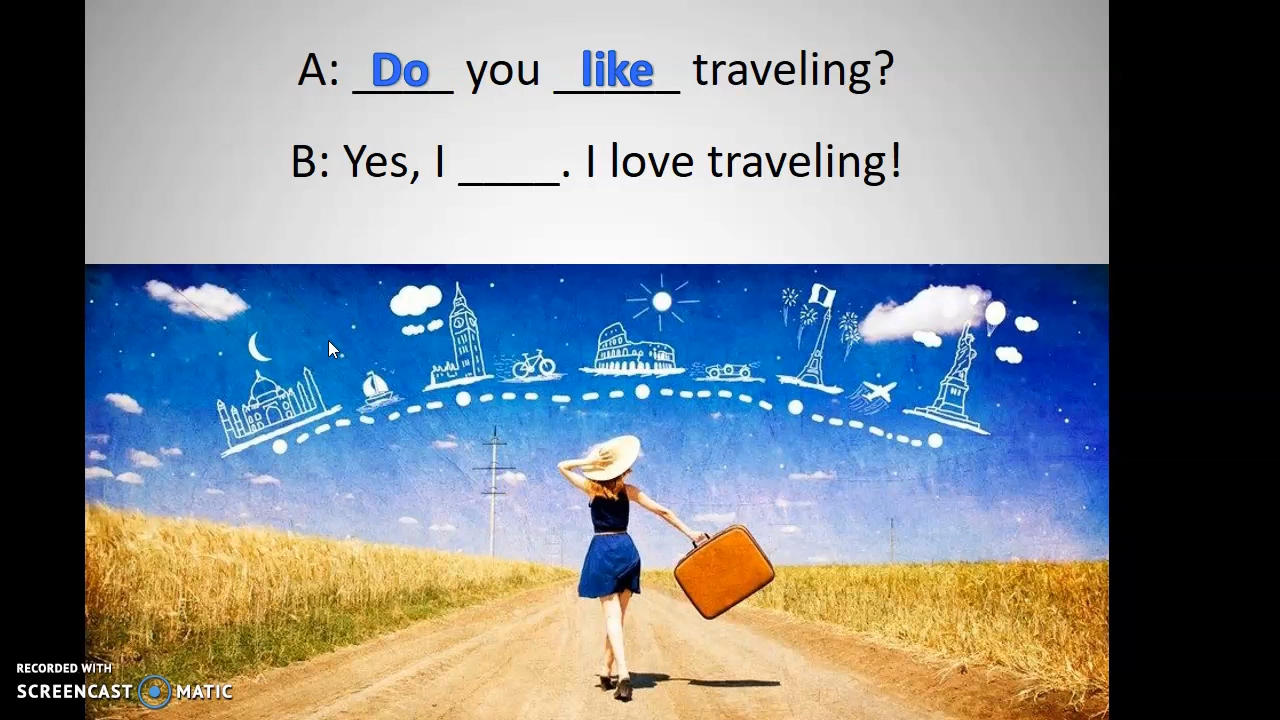 A: Do you like traveling?
B: Yes, I ____. I love traveling!
RECORDED WITH
SCREENCAST MATIC